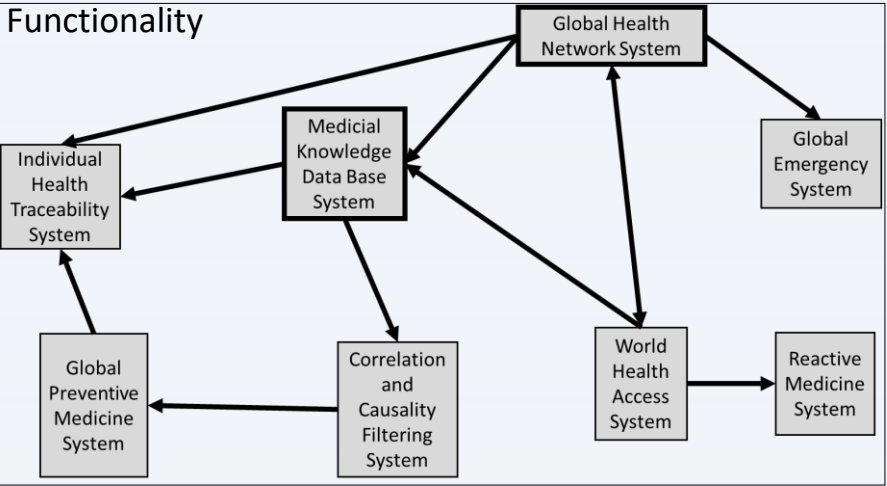 Functionality
Global Health
Network System
Medicial
Knowledge
Data Base
System
Global
Emergency
System
Individual
Health
Traceability
System
Global
Preventive
Medicine
System
Correlation
and
Causality
Filtering
System
World
Health
Access
System
Reactive
Medicine
System